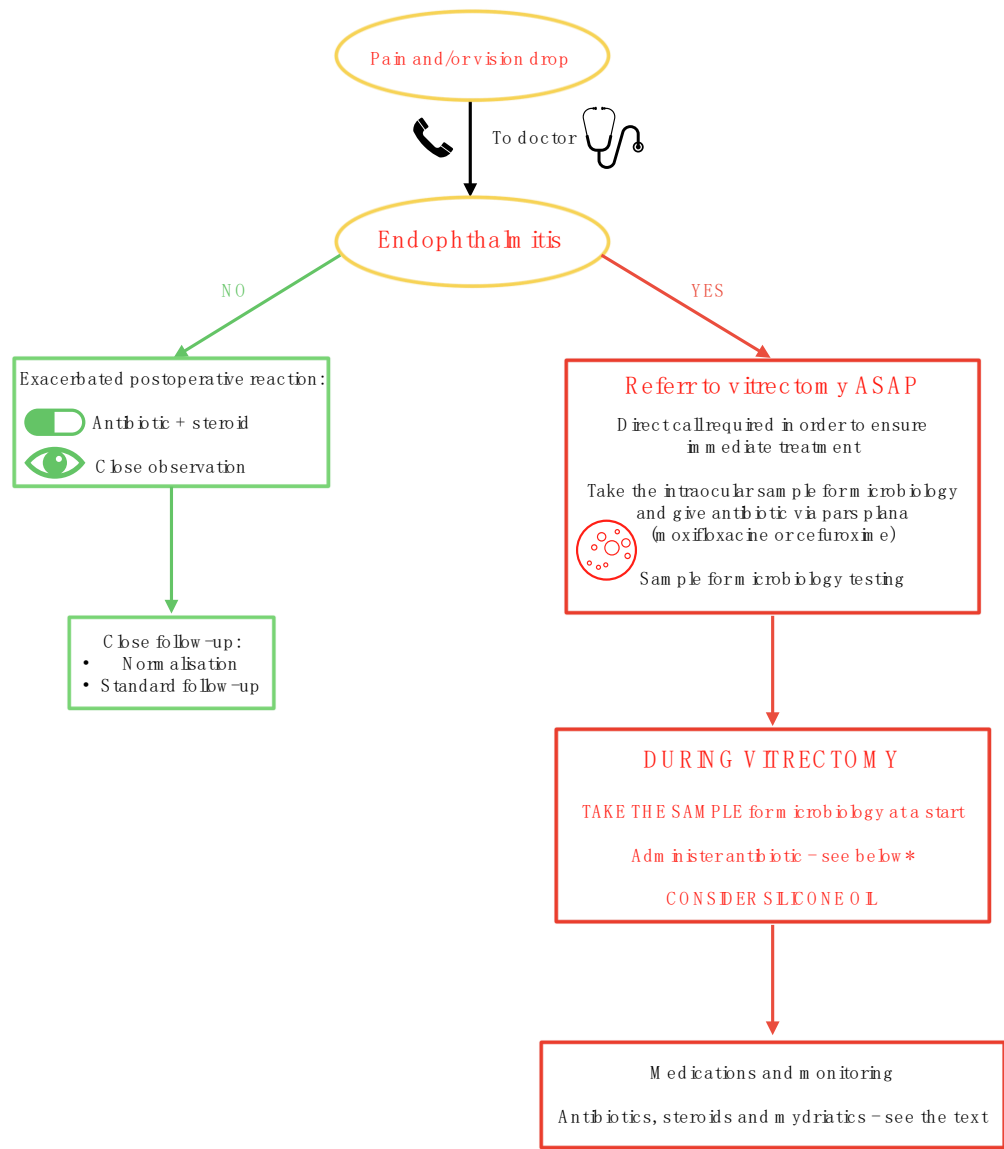 Pain and/or vision drop
To doctor
Endophthalmitis
NO
YES
Exacerbated postoperative reaction:
Antibiotic + steroid
Close observation
Close follow-up:
• Normalisation
• Standard follow-up
Referr to vitrectomy ASAP
Direct call required in order to ensure
immediate treatment
Take the intraocular sample for microbiology
and give antibiotic via pars plana
(moxifloxacine or cefuroxime)
Sample for microbiology testing
DURING VITRECTOMY
TAKE THE SAMPLE for microbiology at a start
Administer antibiotic – see below*
CONSIDER SILICONE OIL
Medications and monitoring
Antibiotics, steroids and mydriatics – see the text